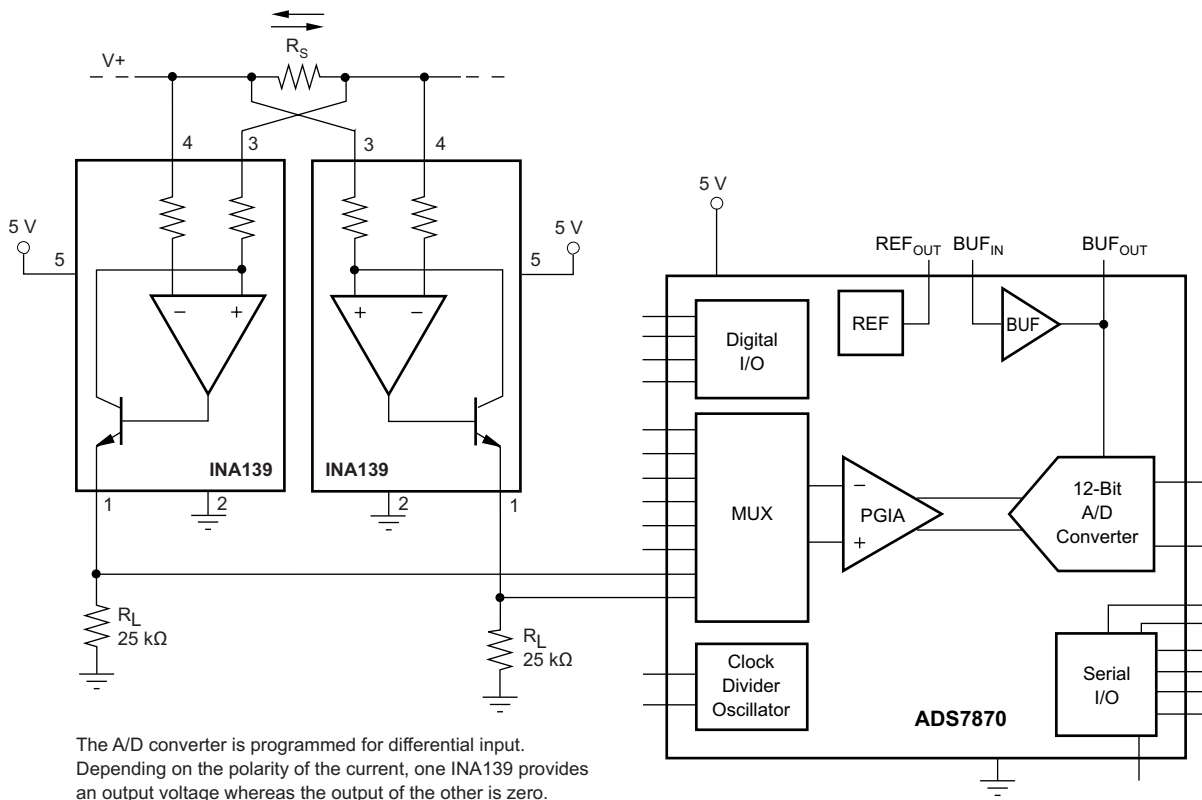 R_S
V+
4
3
3
4
5 V
5
5 V
5
−
+
+
−
INA139
INA139
1
2
2
1
R_L
25 kΩ
R_L
25 kΩ
The A/D converter is programmed for differential input.
Depending on the polarity of the current, one INA139 provides
an output voltage whereas the output of the other is zero.
5 V
REF_OUT
BUF_IN
BUF_OUT
REF
BUF
Digital
I/O
MUX
−
PGIA
+
12-Bit
A/D
Converter
Clock
Divider
Oscillator
Serial
I/O
ADS7870